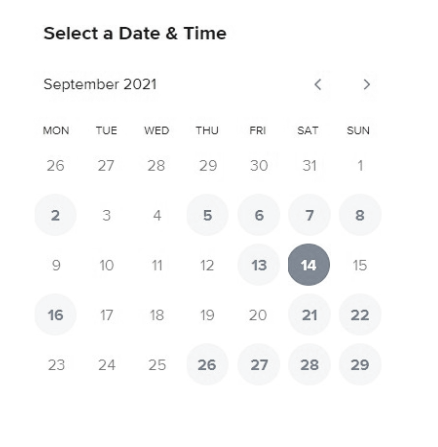 Select a Date & Time
September 2021
MON TUE WED THU FRI SAT SUN
26 27 28 29 30 31 1
2 3 4 5 6 7 8
9 10 11 12 13 14 15
16 17 18 19 20 21 22
23 24 25 26 27 28 29